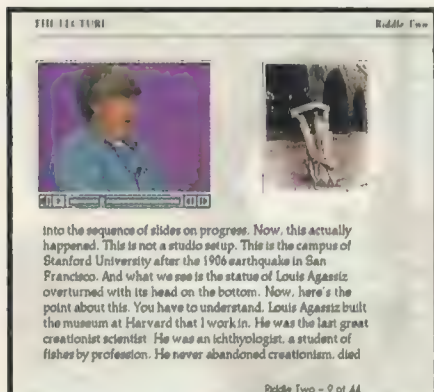 THE LECTURE
Riddle Two
into the sequence of slides on progress. Now, this actually
happened. This is not a studio setup. This is the campus of
Stanford University after the 1906 earthquake in San
Francisco. And what we see is the statue of Louis Agassiz
overturned with its head on the bottom. Now, here's the
point about this. You have to understand. Louis Agassiz built
the museum at Harvard that I work in. He was the last great
creationist scientist He was an ichthyologist, a student of
fishes by profession. He never abandoned creationism. died
Riddle Two - 9 of 44